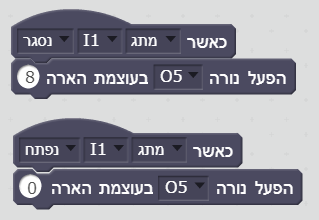 כאשר מתג I1 נסגר
הפעל נורה O5 בעוצמת הארה 8
כאשר מתג I1 נפתח
הפעל נורה O5 בעוצמת הארה 0